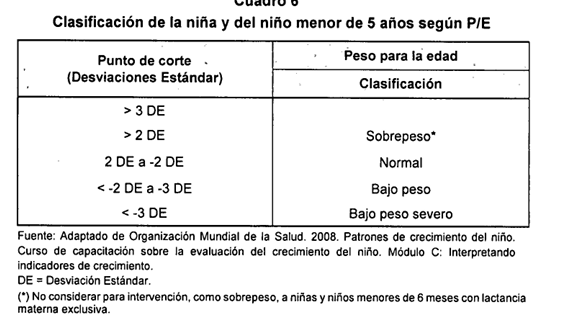 Cuadro 6
Clasificación de la niña y del niño menor de 5 años según P/E
Punto de corte
(Desviaciones Estándar)
Peso para la edad
Clasificación
> 3 DE
> 2 DE Sobrepeso*
2 DE a -2 DE Normal
< -2 DE a -3 DE Bajo peso
< -3 DE Bajo peso severo
Fuente: Adaptado de Organización Mundial de la Salud. 2008. Patrones de crecimiento del niño.
Curso de capacitación sobre la evaluación del crecimiento del niño. Módulo C: Interpretando
indicadores de crecimiento.
DE = Desviación Estándar.
(*) No considerar para intervención, como sobrepeso, a niñas y niños menores de 6 meses con lactancia
materna exclusiva.